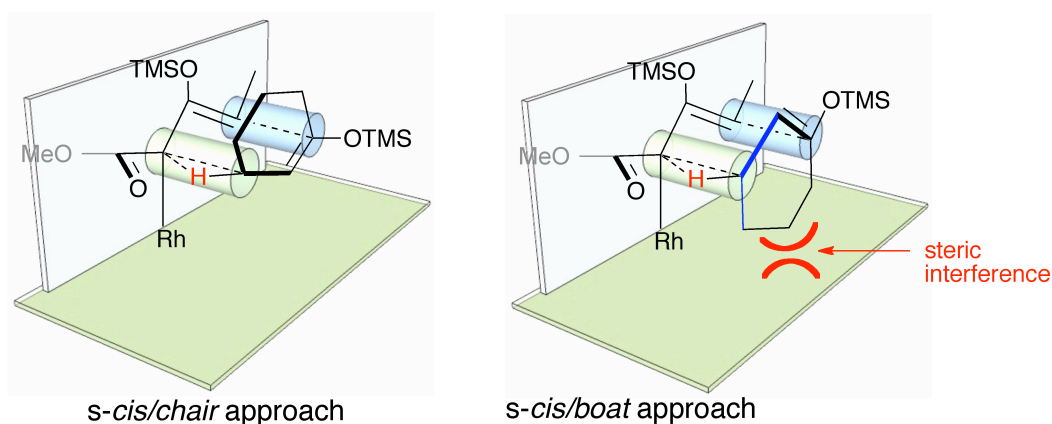 TMSO
OTMS
MeO
O
H
Rh
s-cis/chair approach
TMSO
OTMS
MeO
O
H
Rh
steric
interference
s-cis/boat approach